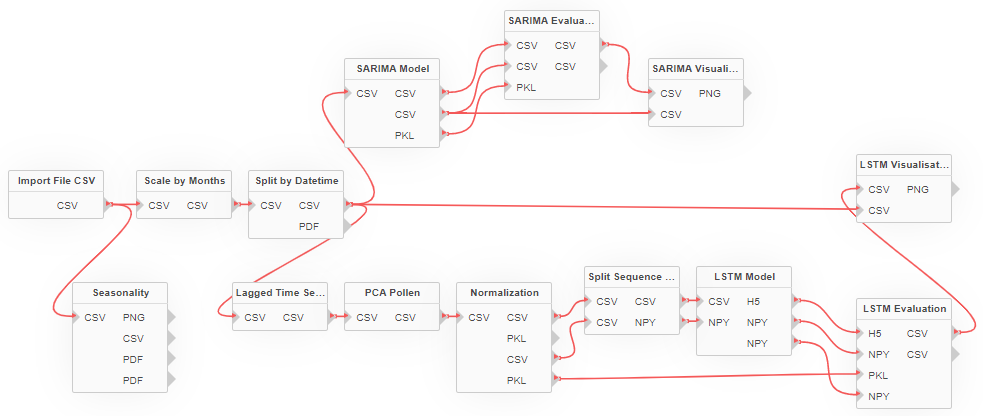 SARIMA Evalua...
CSV CSV
CSV CSV
PKL
SARIMA Model
CSV CSV
CSV
PKL
SARIMA Visuali...
CSV PNG
CSV
Import File CSV
CSV
Scale by Months
CSV CSV
Split by Datetime
CSV CSV
PDF
LSTM Visualisat...
CSV PNG
CSV
Seasonality
CSV PNG
CSV
PDF
PDF
Lagged Time Se...
CSV CSV
PCA Pollen
CSV CSV
Normalization
CSV CSV
PKL
CSV
PKL
Split Sequence ...
CSV CSV
CSV NPY
LSTM Model
CSV H5
NPY NPY
NPY
LSTM Evaluation
H5 CSV
NPY CSV
PKL
NPY